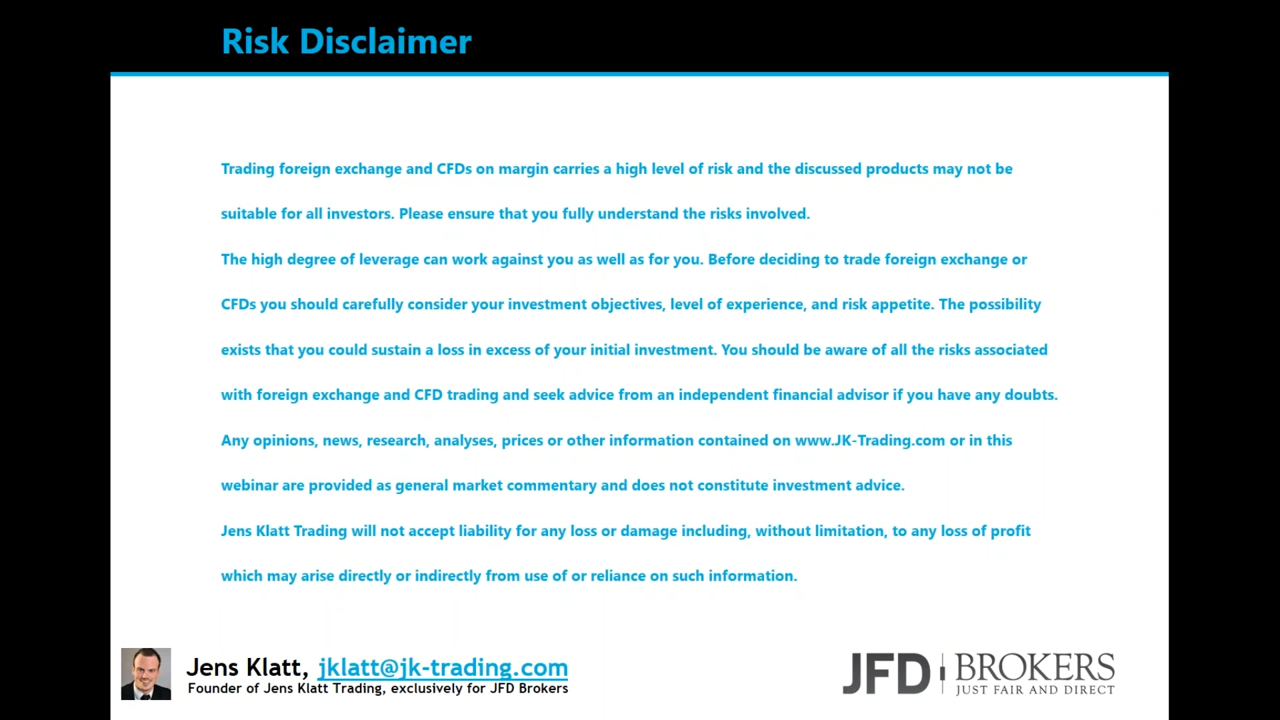 Risk Disclaimer
Trading foreign exchange and CFDs on margin carries a high level of risk and the discussed products may not be
suitable for all investors. Please ensure that you fully understand the risks involved.
The high degree of leverage can work against you as well as for you. Before deciding to trade foreign exchange or
CFDs you should carefully consider your investment objectives, level of experience, and risk appetite. The possibility
exists that you could sustain a loss in excess of your initial investment. You should be aware of all the risks associated
with foreign exchange and CFD trading and seek advice from an independent financial advisor if you have any doubts.
Any opinions, news, research, analyses, prices or other information contained on www.JK-Trading.com or in this
webinar are provided as general market commentary and does not constitute investment advice.
Jens Klatt Trading will not accept liability for any loss or damage including, without limitation, to any loss of profit
which may arise directly or indirectly from use of or reliance on such information.
Jens Klatt, jklatt@jk-trading.com
Founder of Jens Klatt Trading, exclusively for JFD Brokers
JFD BROKERS
JUST FAIR AND DIRECT